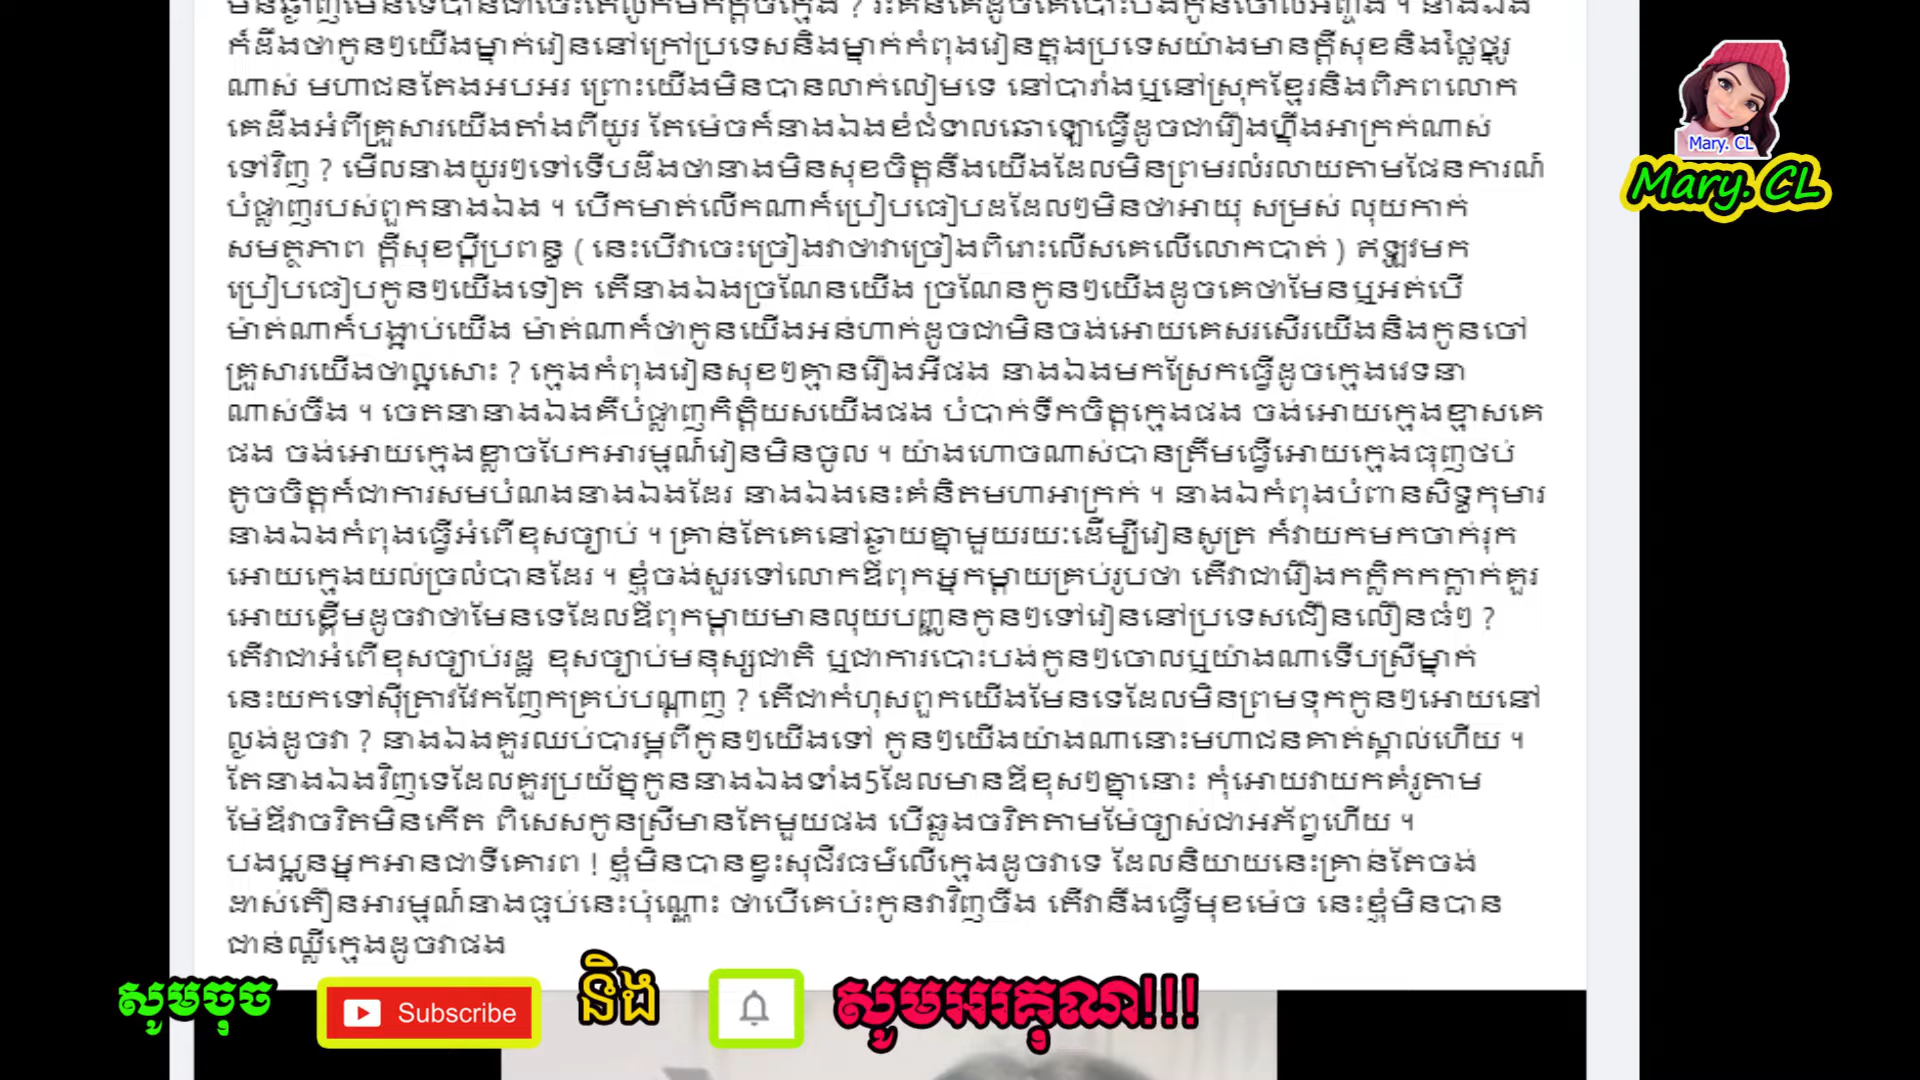 ក៏ដឹងថាកូនៗយើងម្នាក់រៀននៅក្រៅប្រទេសនិងម្នាក់កំពុងរៀនក្នុងប្រទេសយ៉ាងមានក្ដីសុខនិងថ្លៃថ្នូរ
ណាស់ មហាជនតែងអបអរ ព្រោះយើងមិនបានលាក់លៀមទេ នៅបារាំងឬនៅស្រុកខ្មែរនិងពិភពលោក
គេដឹងអំពីគ្រួសារយើងតាំងពីយូរ តែម៉េចក៏នាងឯងខំជំទាលឆោឡោធ្វើដូចជារឿងហ្នឹងអាក្រក់ណាស់
ទៅវិញ ? មើលនាងយូរៗទៅទើបដឹងថានាងមិនសុខចិត្តនឹងយើងដែលមិនព្រមរលំរលាយតាមផែនការណ៍
បំផ្លាញរបស់ពួកនាងឯង ។ បើកមាត់លើកណាក៏ប្រៀបធៀបដដែលៗមិនថាអាយុ សម្រស់ លុយកាក់
សមត្ថភាព ក្ដីសុខប្ដីប្រពន្ធ ( នេះបើវាចេះច្រៀងវាថាវាច្រៀងពិរោះលើសគេលើលោកបាត់ ) ឥឡូវមក
ប្រៀបធៀបកូនៗយើងទៀត តើនាងឯងច្រណែនយើង ច្រណែនកូនៗយើងដូចគេថាមែនឬអត់បើ
ម៉ាត់ណាក៏បង្អាប់យើង ម៉ាត់ណាក៏ថាកូនយើងអន់ហាក់ដូចជាមិនចង់អោយគេសរសើរយើងនិងកូនចៅ
គ្រួសារយើងថាល្អសោះ ? ក្មេងកំពុងរៀនសុខៗគ្មានរឿងអីផង នាងឯងមកស្រែកធ្វើដូចក្មេងវេទនា
ណាស់ចឹង ។ ចេតនានាងឯងគឺបំផ្លាញកិត្តិយសយើងផង បំបាក់ទឹកចិត្តក្មេងផង ចង់អោយក្មេងខ្មាសគេ
ផង ចង់អោយក្មេងខ្លាចបែកអារម្មណ៍រៀនមិនចូល ។ យ៉ាងហោចណាស់បានត្រឹមធ្វើអោយក្មេងធុញថប់
តូចចិត្តក៏ជាការសមបំណងនាងឯងដែរ នាងឯងនេះគំនិតមហាអាក្រក់ ។ នាងឯកំពុងបំពានសិទ្ធកុមារ
នាងឯងកំពុងធ្វើអំពើខុសច្បាប់ ។ គ្រាន់តែគេនៅឆ្ងាយគ្នាមួយរយៈដើម្បីរៀនសូត្រ ក៏វាយកមកចាក់រុក
អោយក្មេងយល់ច្រលំបានដែរ ។ ខ្ញុំចង់សួរទៅលោកឪពុកអ្នកម្ដាយគ្រប់រូបថា តើវាជារឿងកក្លិកកក្លាក់គួរ
អោយខ្ពើមដូចវាថាមែនទេដែលឪពុកម្ដាយមានលុយបញ្ជូនកូនៗទៅរៀននៅប្រទេសជឿនលឿនធំៗ ?
តើវាជាអំពើខុសច្បាប់រដ្ឋ ខុសច្បាប់មនុស្សជាតិ ឬជាការបោះបង់កូនៗចោលឬយ៉ាងណាទើបស្រីម្នាក់
នេះយកទៅស៊ីត្រាវវែកញែកគ្រប់បណ្ដាញ ? តើជាកំហុសពួកយើងមែនទេដែលមិនព្រមទុកកូនៗអោយនៅ
ល្ងង់ដូចវា ? នាងឯងគួរឈប់បារម្ភពីកូនៗយើងទៅ កូនៗយើងយ៉ាងណានោះមហាជនគាត់ស្គាល់ហើយ ។
តែនាងឯងវិញទេដែលគួរប្រយ័ត្នកូននាងឯងទាំង5ដែលមានឪខុសៗគ្នានោះ កុំអោយវាយកគំរូតាម
ម៉ែឪវាចរិតមិនកើត ពិសេសកូនស្រីមានតែមួយផង បើឆ្លងចរិតតាមម៉ែច្បាស់ជាអភ័ព្វហើយ ។
បងប្អូនអ្នកអានជាទីគោរព ! ខ្ញុំមិនបានខ្វះសុជីវធម៌លើក្មេងដូចវាទេ ដែលនិយាយនេះគ្រាន់តែចង់
ដាស់តឿនអារម្មណ៍នាងធ្មប់នេះប៉ុណ្ណោះ ថាបើគេប៉ះកូនវាវិញចឹង តើវានឹងធ្វើមុខម៉េច នេះខ្ញុំមិនបាន
ជាន់ឈ្លីក្មេងដូចវាផង
Mary. CL
Mary. CL
សូមចុច
Subscribe
និង
សូមអរគុណ!!!